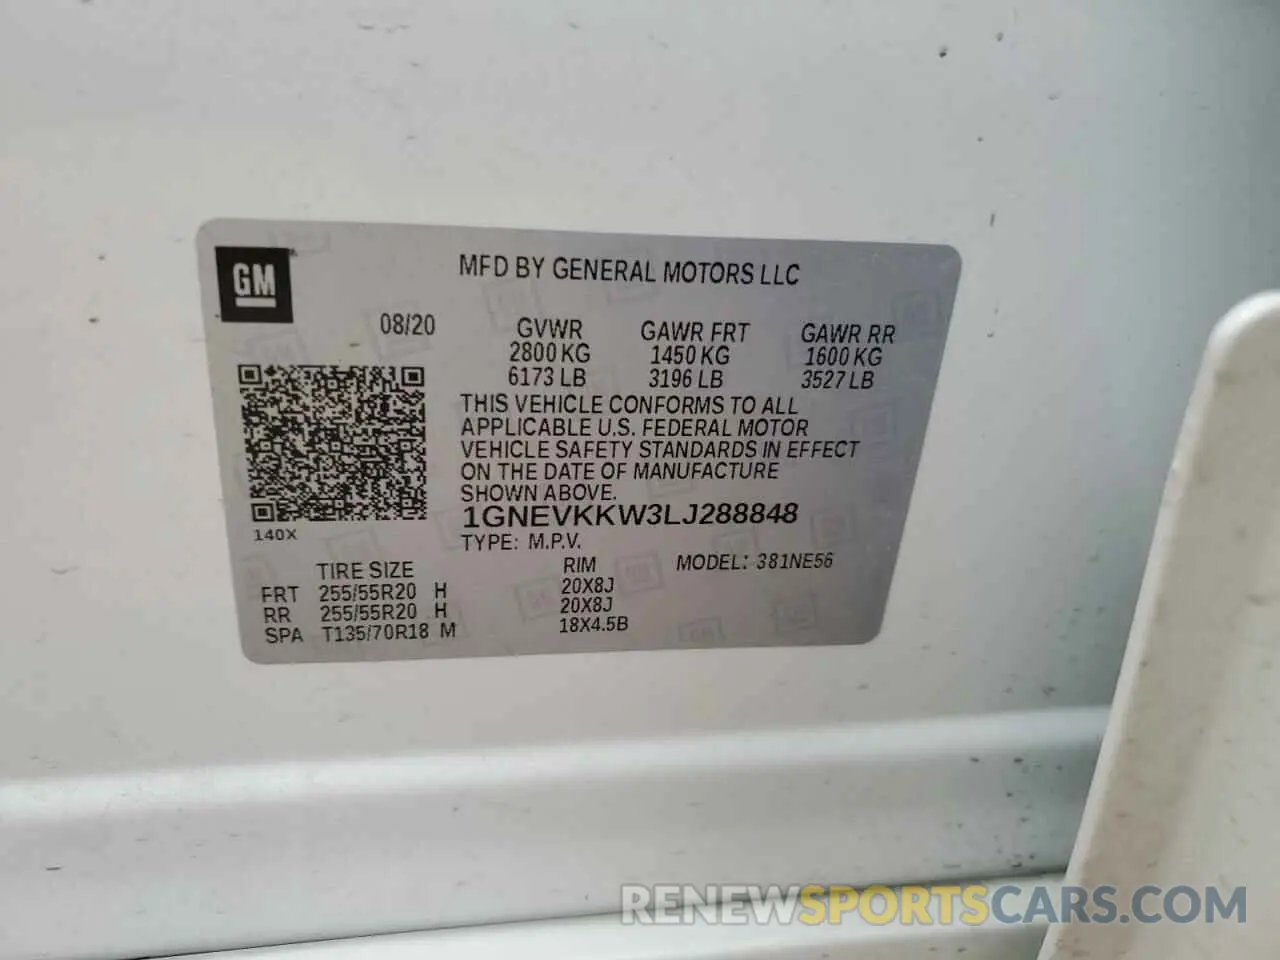 GM
MFD BY GENERAL MOTORS LLC
08/20 GVWR GAWR FRT GAWR RR
2800 KG 1450 KG 1600 KG
6173 LB 3196 LB 3527 LB
THIS VEHICLE CONFORMS TO ALL
APPLICABLE U.S. FEDERAL MOTOR
VEHICLE SAFETY STANDARDS IN EFFECT
ON THE DATE OF MANUFACTURE
SHOWN ABOVE.
1GNEVKKW3LJ288848
140X
TYPE: M.P.V.
MODEL: 381NE56
TIRE SIZE RIM
FRT 255/55R20 H 20X8J
RR 255/55R20 H 20X8J
SPA T135/70R18 M 18X4.5B
RENEWSPORTSCARS.COM